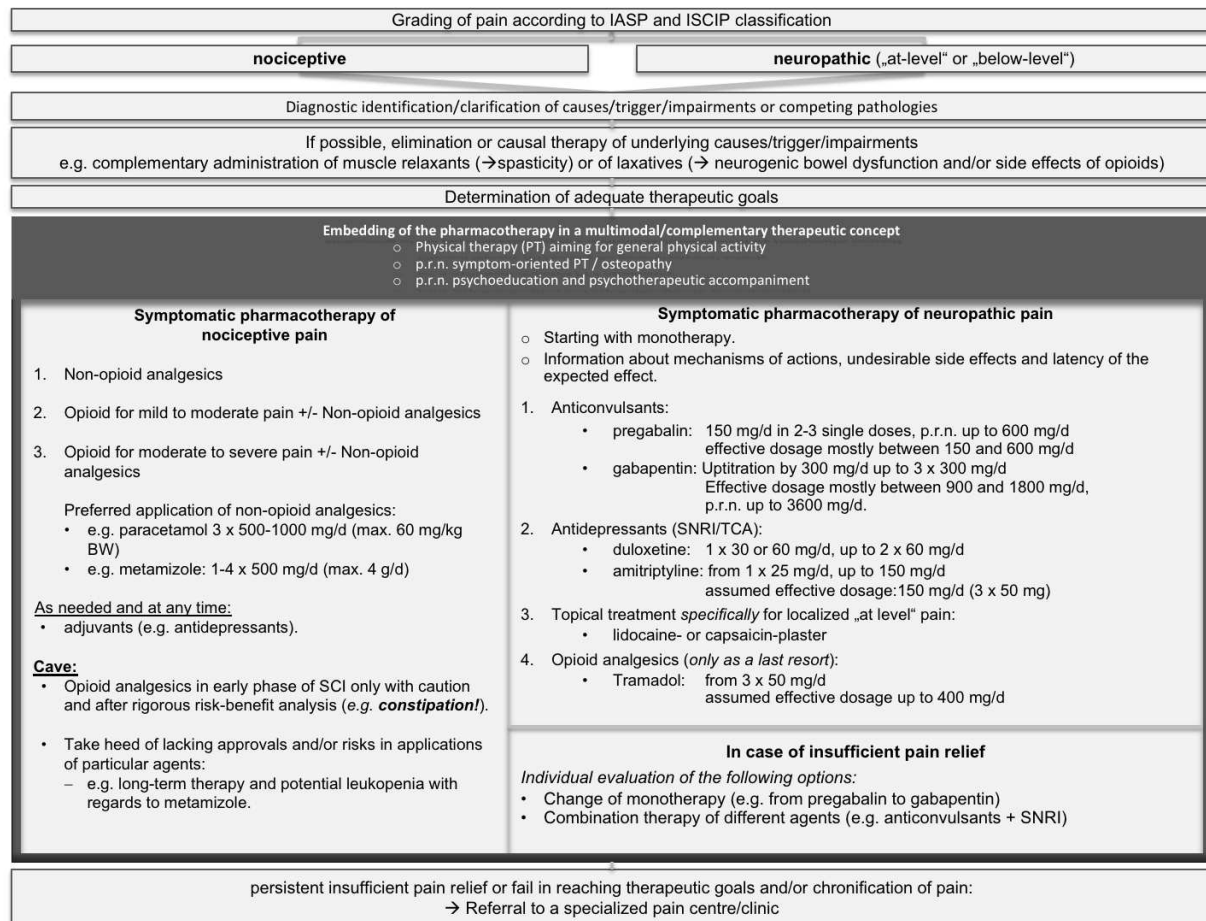 Grading of pain according to IASP and ISCIP classification
nociceptive
neuropathic („at-level“ or „below-level“)
Diagnostic identification/clarification of causes/trigger/impairments or competing pathologies
If possible, elimination or causal therapy of underlying causes/trigger/impairments
e.g. complementary administration of muscle relaxants (→spasticity) or of laxatives (→ neurogenic bowel dysfunction and/or side effects of opioids)
Determination of adequate therapeutic goals
Embedding of the pharmacotherapy in a multimodal/complementary therapeutic concept
o Physical therapy (PT) aiming for general physical activity
o p.r.n. symptom-oriented PT / osteopathy
o p.r.n. psychoeducation and psychotherapeutic accompaniment
Symptomatic pharmacotherapy of
nociceptive pain
1. Non-opioid analgesics
2. Opioid for mild to moderate pain +/- Non-opioid analgesics
3. Opioid for moderate to severe pain +/- Non-opioid
analgesics
Preferred application of non-opioid analgesics:
• e.g. paracetamol 3 x 500-1000 mg/d (max. 60 mg/kg
BW)
• e.g. metamizole: 1-4 x 500 mg/d (max. 4 g/d)
As needed and at any time:
• adjuvants (e.g. antidepressants).
Cave:
• Opioid analgesics in early phase of SCI only with caution
and after rigorous risk-benefit analysis (e.g. constipation!).
• Take heed of lacking approvals and/or risks in applications
of particular agents:
– e.g. long-term therapy and potential leukopenia with
regards to metamizole.
Symptomatic pharmacotherapy of neuropathic pain
o Starting with monotherapy.
o Information about mechanisms of actions, undesirable side effects and latency of the
expected effect.
1. Anticonvulsants:
• pregabalin: 150 mg/d in 2-3 single doses, p.r.n. up to 600 mg/d
effective dosage mostly between 150 and 600 mg/d
• gabapentin: Uptitration by 300 mg/d up to 3 x 300 mg/d
Effective dosage mostly between 900 and 1800 mg/d,
p.r.n. up to 3600 mg/d.
2. Antidepressants (SNRI/TCA):
• duloxetine: 1 x 30 or 60 mg/d, up to 2 x 60 mg/d
• amitriptyline: from 1 x 25 mg/d, up to 150 mg/d
assumed effective dosage:150 mg/d (3 x 50 mg)
3. Topical treatment specifically for localized „at level“ pain:
• lidocaine- or capsaicin-plaster
4. Opioid analgesics (only as a last resort):
• Tramadol: from 3 x 50 mg/d
assumed effective dosage up to 400 mg/d
In case of insufficient pain relief
Individual evaluation of the following options:
• Change of monotherapy (e.g. from pregabalin to gabapentin)
• Combination therapy of different agents (e.g. anticonvulsants + SNRI)
persistent insufficient pain relief or fail in reaching therapeutic goals and/or chronification of pain:
→ Referral to a specialized pain centre/clinic